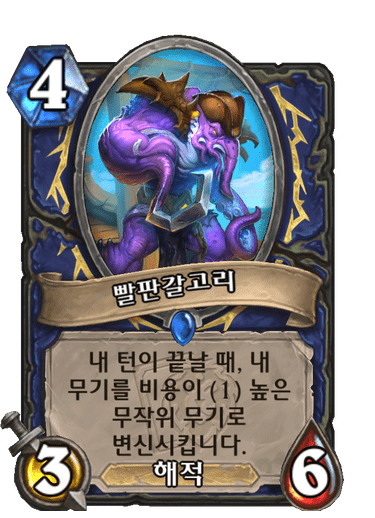 4
빨판갈고리
내 턴이 끝날 때, 내
무기를 비용이 (1) 높은
무작위 무기로
변신시킵니다.
3
해적
6